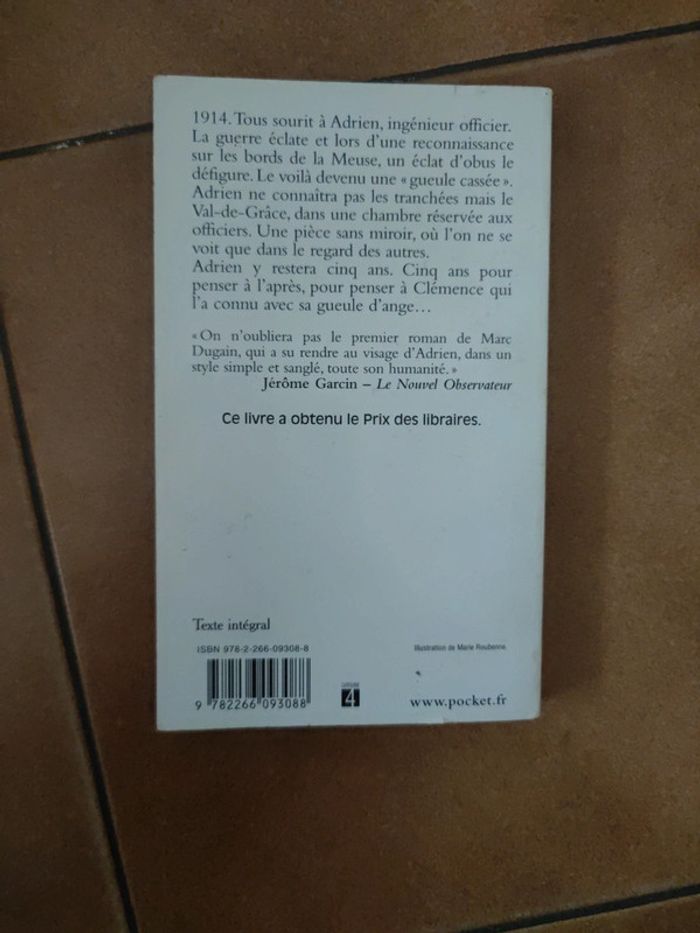 1914. Tous sourit à Adrien, ingénieur officier.
La guerre éclate et lors d'une reconnaissance
sur les bords de la Meuse, un éclat d'obus le
défigure. Le voilà devenu une « gueule cassée ».
Adrien ne connaîtra pas les tranchées mais le
Val-de-Grâce, dans une chambre réservée aux
officiers. Une pièce sans miroir, où l'on ne se
voit que dans le regard des autres.
Adrien y restera cinq ans. Cinq ans pour
penser à l'après, pour penser à Clémence qui
l'a connu avec sa gueule d'ange…
« On n'oubliera pas le premier roman de Marc
Dugain, qui a su rendre au visage d'Adrien, dans un
style simple et sanglé, toute son humanité. »
Jérôme Garcin – Le Nouvel Observateur
Ce livre a obtenu le Prix des libraires.
Texte intégral
ISBN 978-2-266-09308-8
Illustration de Marie Roubenne.
9 782266 093088
4
www.pocket.fr